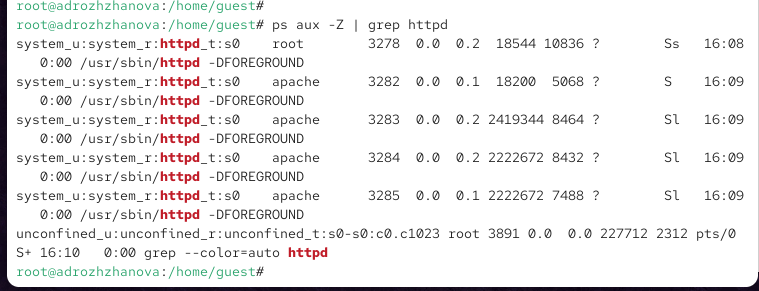 root@adrozhzhanova:/home/guest#
root@adrozhzhanova:/home/guest# ps aux -Z | grep httpd
system_u:system_r:httpd_t:s0    root        3278  0.0  0.2  18544 10836 ?        Ss   16:08
   0:00 /usr/sbin/httpd -DFOREGROUND
system_u:system_r:httpd_t:s0    apache      3282  0.0  0.1  18200  5068 ?        S    16:09
   0:00 /usr/sbin/httpd -DFOREGROUND
system_u:system_r:httpd_t:s0    apache      3283  0.0  0.2 2419344 8464 ?        Sl   16:09
   0:00 /usr/sbin/httpd -DFOREGROUND
system_u:system_r:httpd_t:s0    apache      3284  0.0  0.2 2222672 8432 ?        Sl   16:09
   0:00 /usr/sbin/httpd -DFOREGROUND
system_u:system_r:httpd_t:s0    apache      3285  0.0  0.1 2222672 7488 ?        Sl   16:09
   0:00 /usr/sbin/httpd -DFOREGROUND
unconfined_u:unconfined_r:unconfined_t:s0-s0:c0.c1023 root 3891 0.0  0.0 227712 2312 pts/0
S+ 16:10   0:00 grep --color=auto httpd
root@adrozhzhanova:/home/guest#